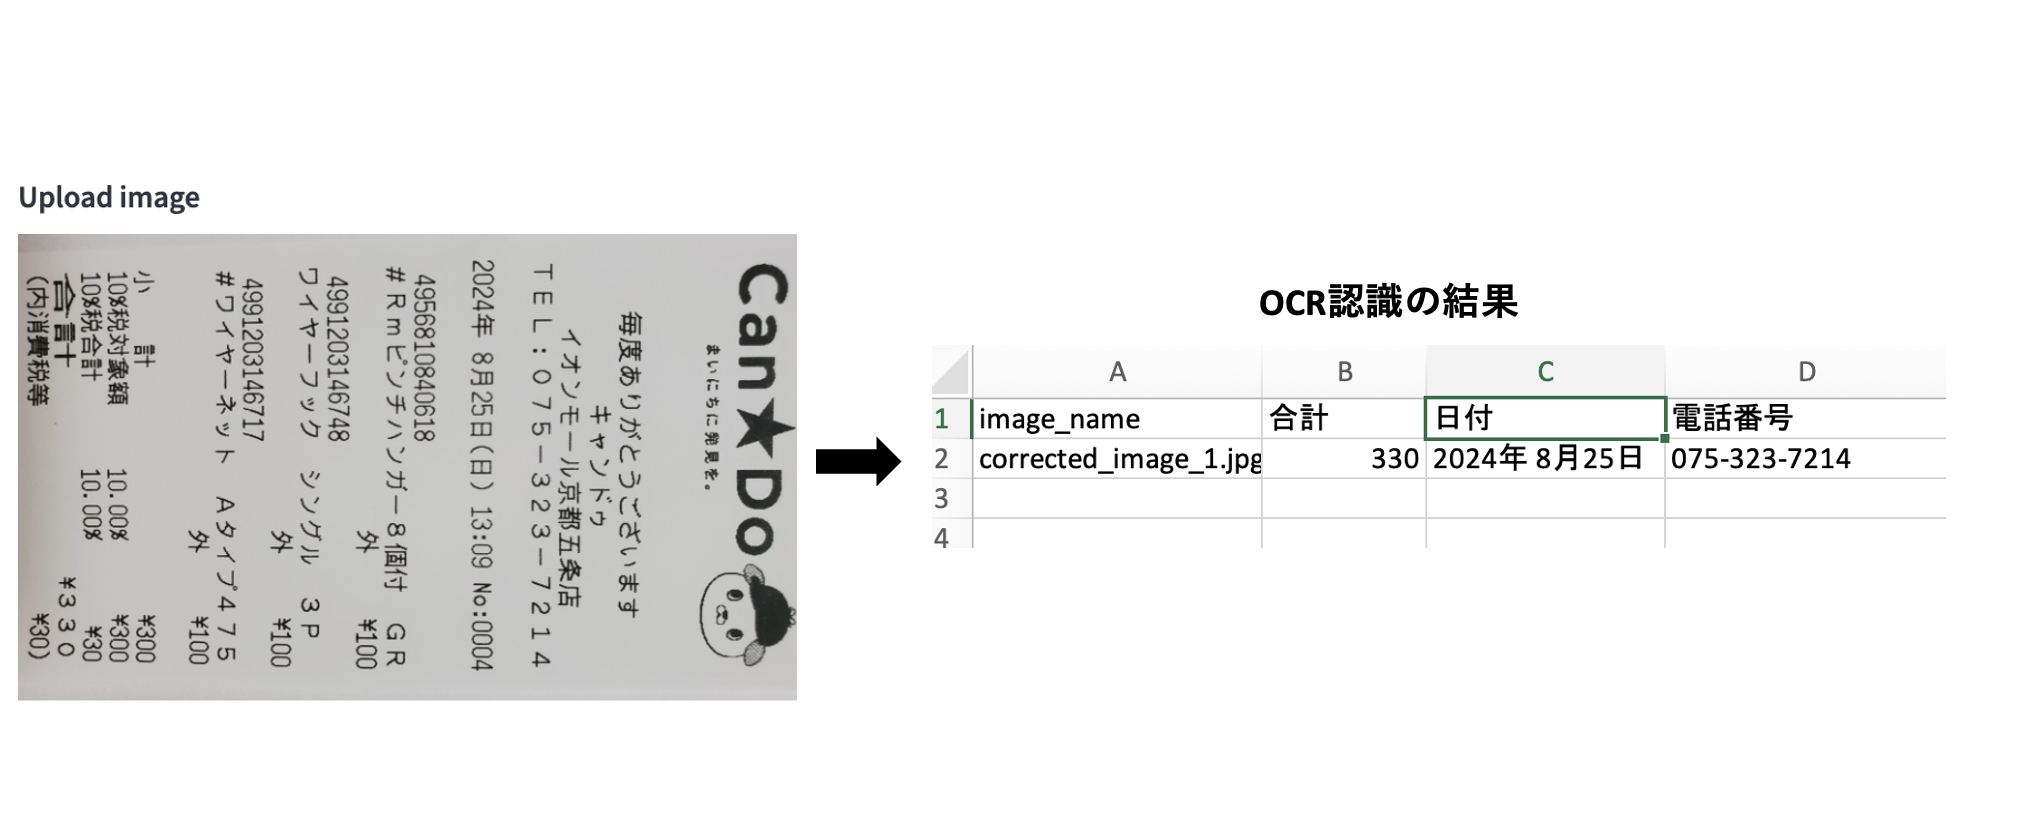 Upload image
Can★Do
まいにちに発見を。
毎度ありがとうございます
キャンドゥ
イオンモール京都五条店
TEL:075-323-7214
2024年 8月25日(日) 13:09 No:0004
4956810840618
#Rmピンチハンガー8個付 GR
外 ¥100
4991203146748
ワイヤーフック シングル 3P
外 ¥100
4991203146717
#ワイヤーネット Aタイプ475
外 ¥100
小 計 ¥300
10%税対象額 10.00% ¥300
10%税合計 10.00% ¥30
合計 ¥330
(内消費税等 ¥30)
OCR認識の結果
A B C D
1 image_name 合計 日付 電話番号
2 corrected_image_1.jpg 330 2024年 8月25日 075-323-7214
3
4